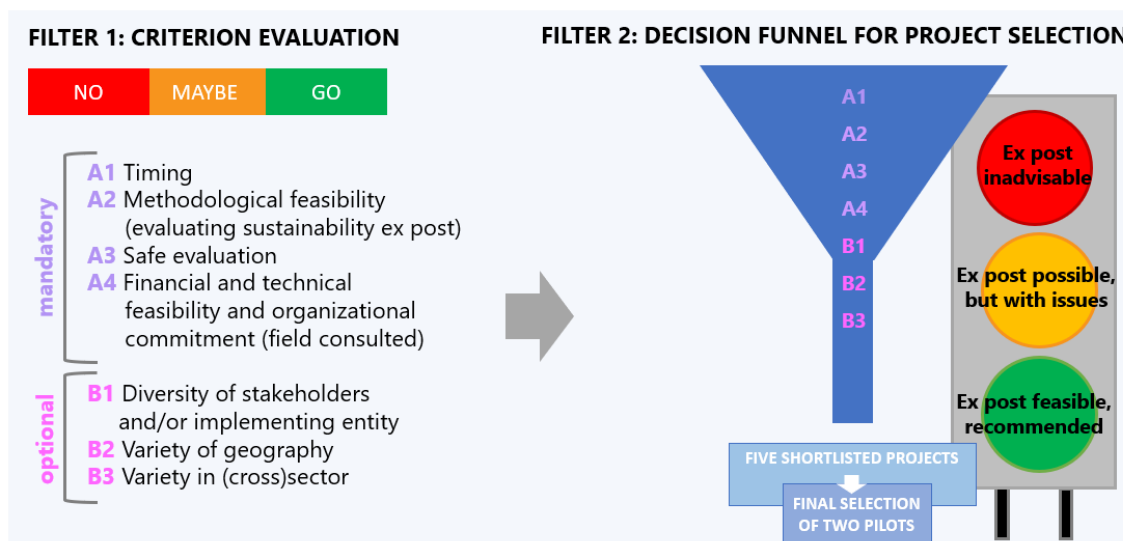 FILTER 1: CRITERION EVALUATION
NO MAYBE GO
mandatory
A1 Timing
A2 Methodological feasibility
(evaluating sustainability ex post)
A3 Safe evaluation
A4 Financial and technical
feasibility and organizational
commitment (field consulted)
optional
B1 Diversity of stakeholders
and/or implementing entity
B2 Variety of geography
B3 Variety in (cross)sector
FILTER 2: DECISION FUNNEL FOR PROJECT SELECTION
A1
A2
A3
A4
B1
B2
B3
Ex post
inadvisable
Ex post possible,
but with issues
Ex post feasible,
recommended
FIVE SHORTLISTED PROJECTS
FINAL SELECTION
OF TWO PILOTS